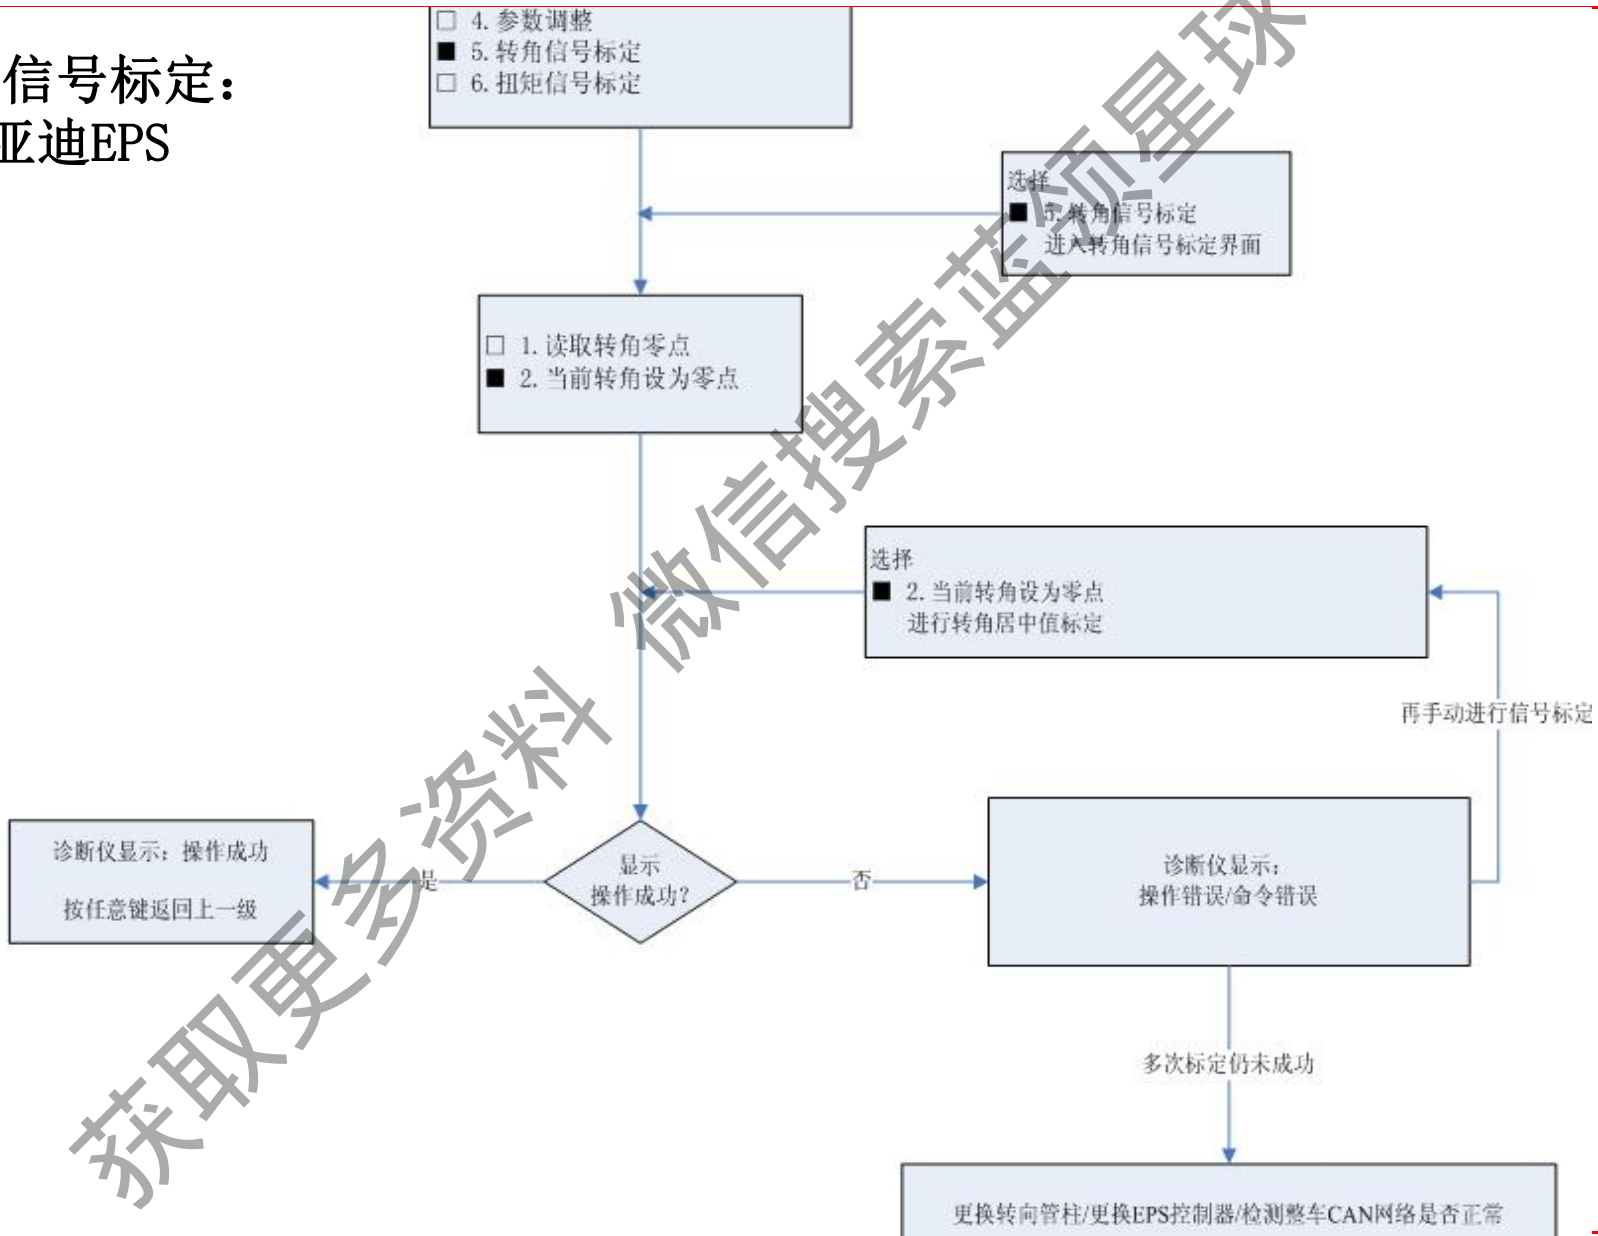 □ 4.参数调整
■ 5.转角信号标定
□ 6.扭矩信号标定
信号标定：
亚迪EPS
选择
■ 5.转角信号标定
进入转角信号标定界面
□ 1.读取转角零点
■ 2.当前转角设为零点
选择
■ 2.当前转角设为零点
进行转角居中值标定
再手动进行信号标定
诊断仪显示：操作成功
按任意键返回上一级
是
显示
操作成功？
否
诊断仪显示：
操作错误/命令错误
多次标定仍未成功
更换转向管柱/更换EPS控制器/检测整车CAN网络是否正常
获取更多资料 微信搜索蓝领星球